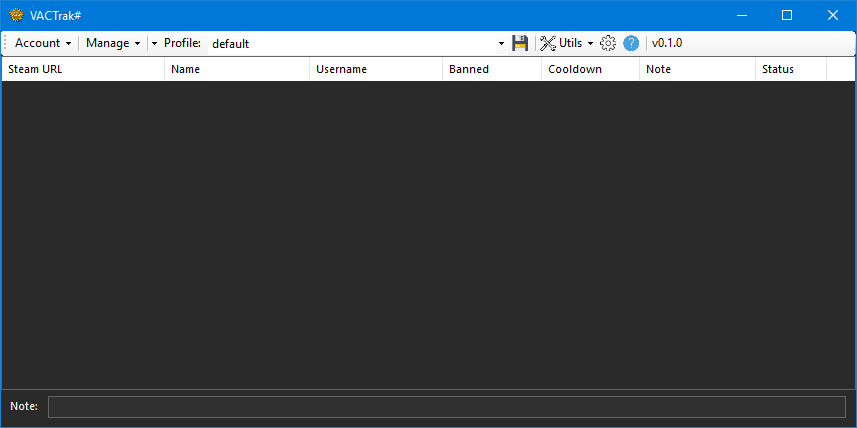 VACTrak#
Account Manage Profile: default Utils ? v0.1.0
Steam URL Name Username Banned Cooldown Note Status
Note: